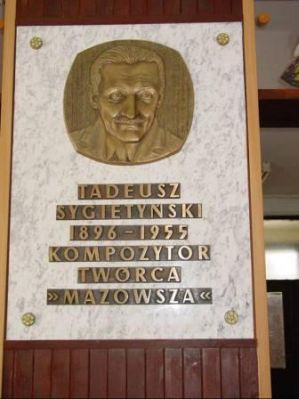 TADEUSZ
SYGIETYŃSKI
1896-1955
KOMPOZYTOR
TWÓRCA
»MAZOWSZA«